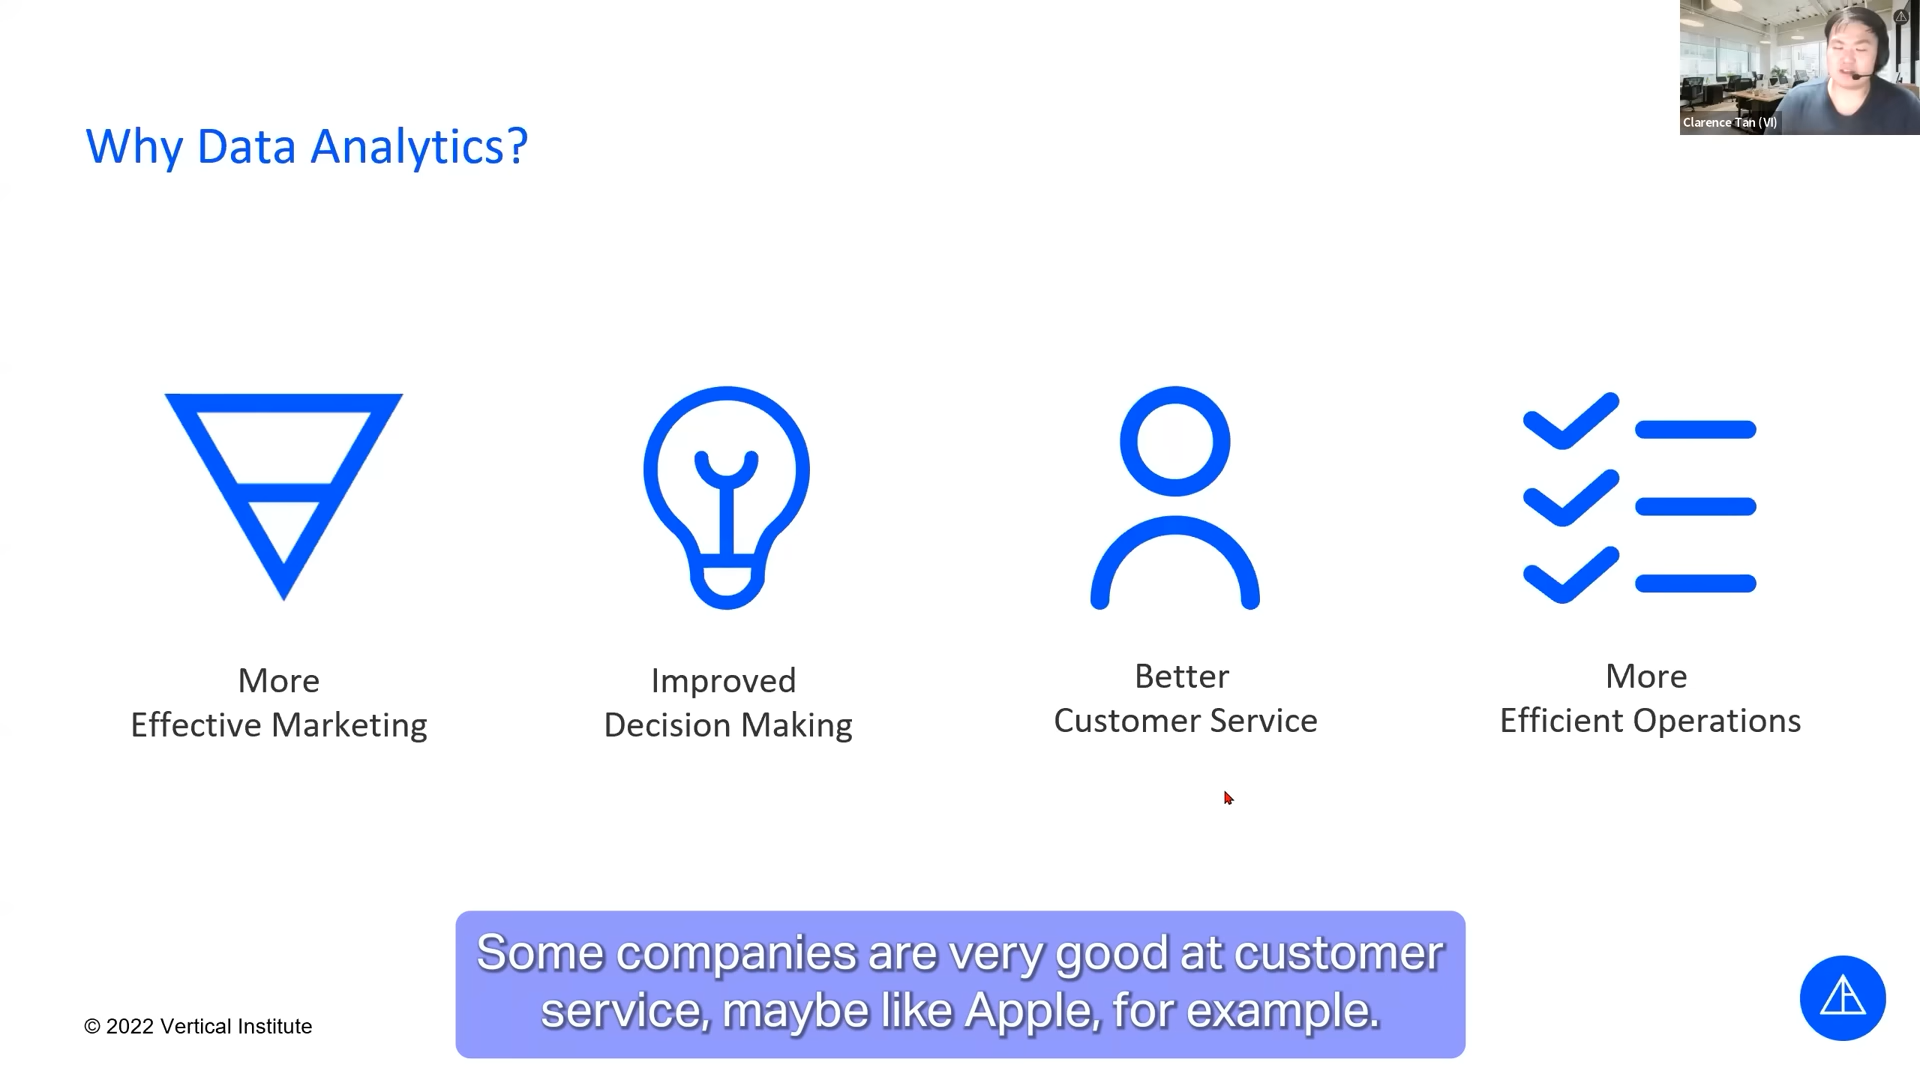 Clarence Tan (VI)
Why Data Analytics?
More
Effective Marketing
Improved
Decision Making
Better
Customer Service
More
Efficient Operations
Some companies are very good at customer
service, maybe like Apple, for example.
© 2022 Vertical Institute